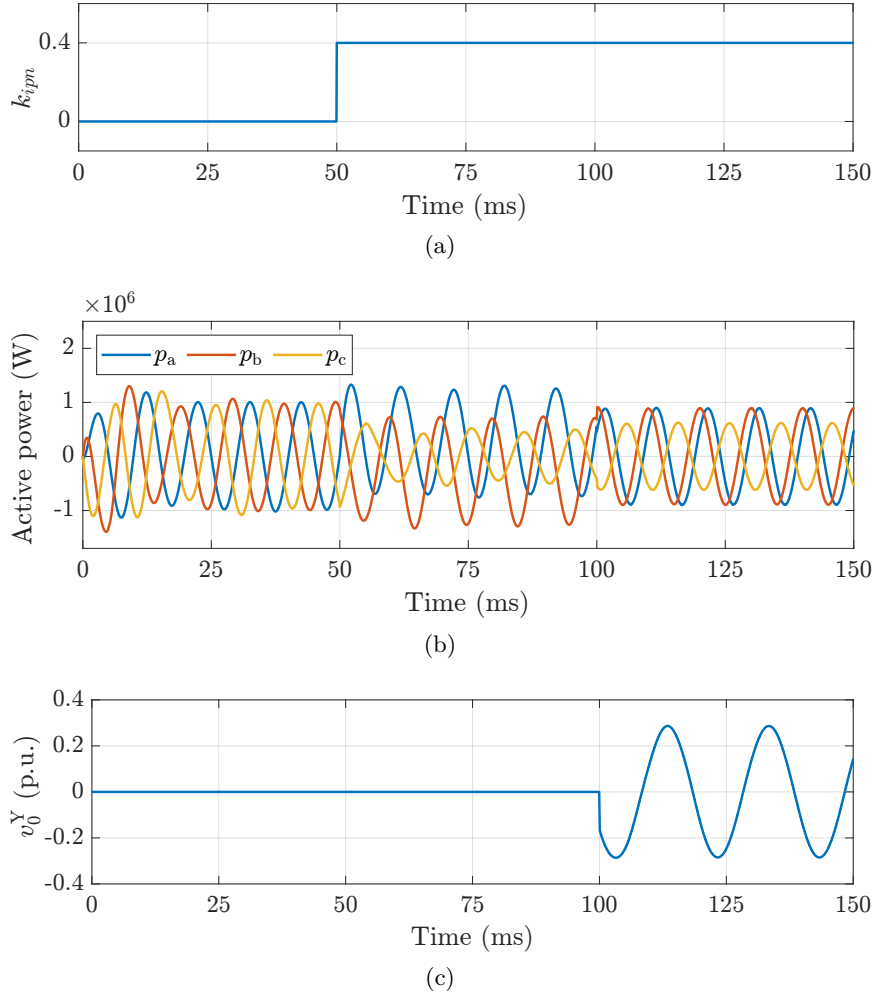 0.4
k_{ipn}
0
0 25 50 75 100 125 150
Time (ms)
(a)
×10^6
Active power (W)
2
1
0
-1
p_a p_b p_c
0 25 50 75 100 125 150
Time (ms)
(b)
v_0^Y (p.u.)
0.4
0.2
0
-0.2
-0.4
0 25 50 75 100 125 150
Time (ms)
(c)